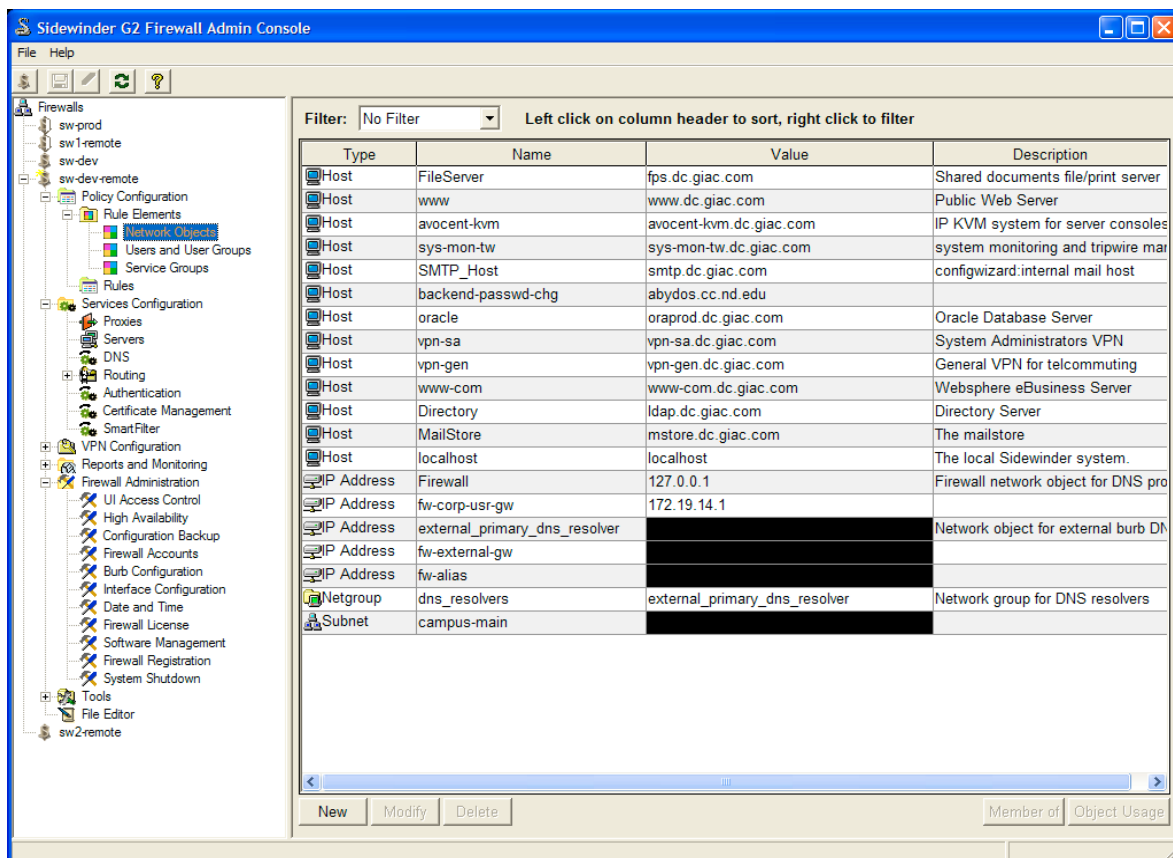 Sidewinder G2 Firewall Admin Console
File Help
Firewalls
sw-prod
sw1-remote
sw-dev
sw-dev-remote
Policy Configuration
Rule Elements
Network Objects
Users and User Groups
Service Groups
Rules
Services Configuration
Proxies
Servers
DNS
Routing
Authentication
Certificate Management
SmartFilter
VPN Configuration
Reports and Monitoring
Firewall Administration
UI Access Control
High Availability
Configuration Backup
Firewall Accounts
Burb Configuration
Interface Configuration
Date and Time
Firewall License
Software Management
Firewall Registration
System Shutdown
Tools
File Editor
sw2-remote
Filter: No Filter Left click on column header to sort, right click to filter
Type Name Value Description
Host FileServer fps.dc.giac.com Shared documents file/print server
Host www www.dc.giac.com Public Web Server
Host avocent-kvm avocent-kvm.dc.giac.com IP KVM system for server consoles
Host sys-mon-tw sys-mon-tw.dc.giac.com system monitoring and tripwire mar
Host SMTP_Host smtp.dc.giac.com configwizard:internal mail host
Host backend-passwd-chg abydos.cc.nd.edu
Host oracle oraprod.dc.giac.com Oracle Database Server
Host vpn-sa vpn-sa.dc.giac.com System Administrators VPN
Host vpn-gen vpn-gen.dc.giac.com General VPN for telcommuting
Host www-com www-com.dc.giac.com Websphere eBusiness Server
Host Directory ldap.dc.giac.com Directory Server
Host MailStore mstore.dc.giac.com The mailstore
Host localhost localhost The local Sidewinder system.
IP Address Firewall 127.0.0.1 Firewall network object for DNS pro
IP Address fw-corp-usr-gw 172.19.14.1
IP Address external_primary_dns_resolver Network object for external burb DN
IP Address fw-external-gw
IP Address fw-alias
Netgroup dns_resolvers external_primary_dns_resolver Network group for DNS resolvers
Subnet campus-main
New Modify Delete Member of Object Usage